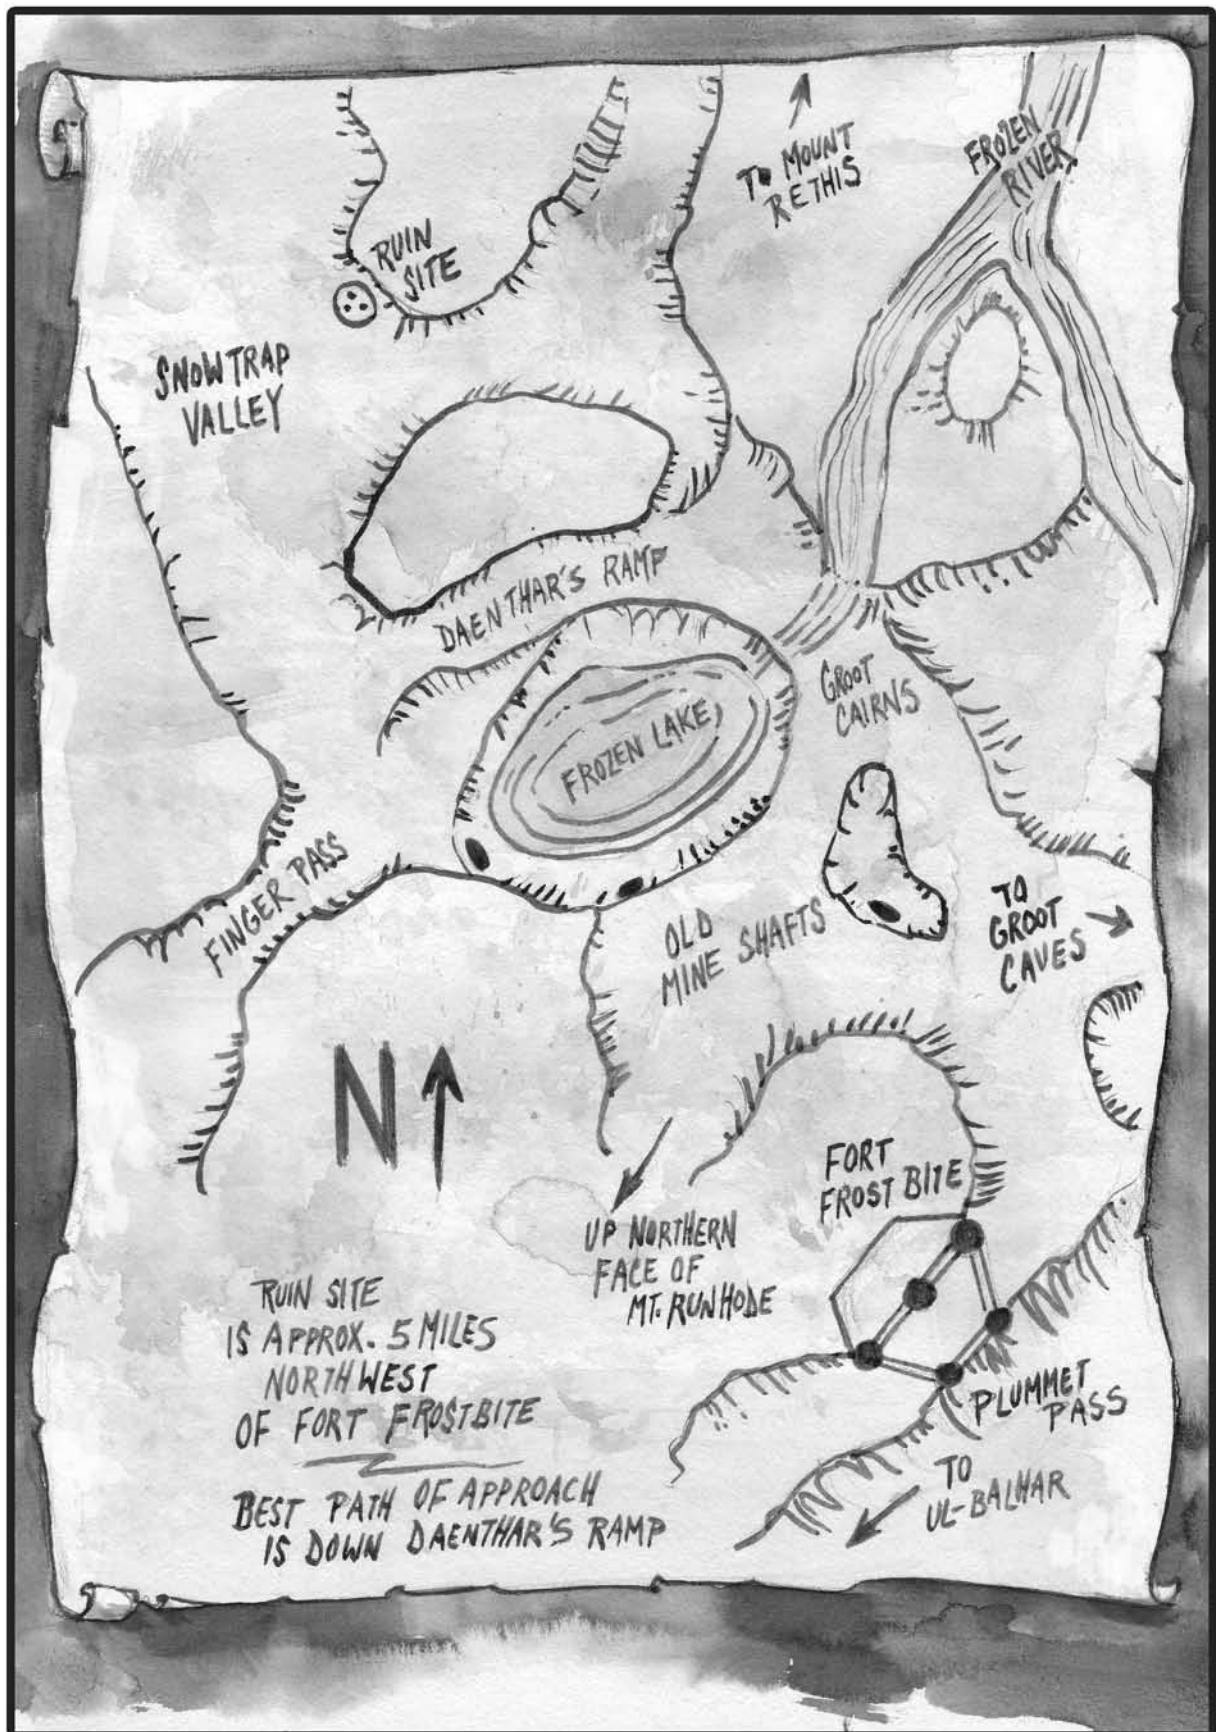 TO MOUNT
RETHIS
FROZEN
RIVER
RUIN
SITE
SNOWTRAP
VALLEY
DAENTHAR'S RAMP
GROOT
CAIRNS
FROZEN LAKE
FINGER PASS
OLD
MINE SHAFTS
TO
GROOT
CAVES
N
FORT
FROST BITE
UP NORTHERN
FACE OF
MT. RUNHODE
RUIN SITE
IS APPROX. 5 MILES
NORTHWEST
OF FORT FROSTBITE
PLUMMET
PASS
TO
UL-BALHAR
BEST PATH OF APPROACH
IS DOWN DAENTHAR'S RAMP